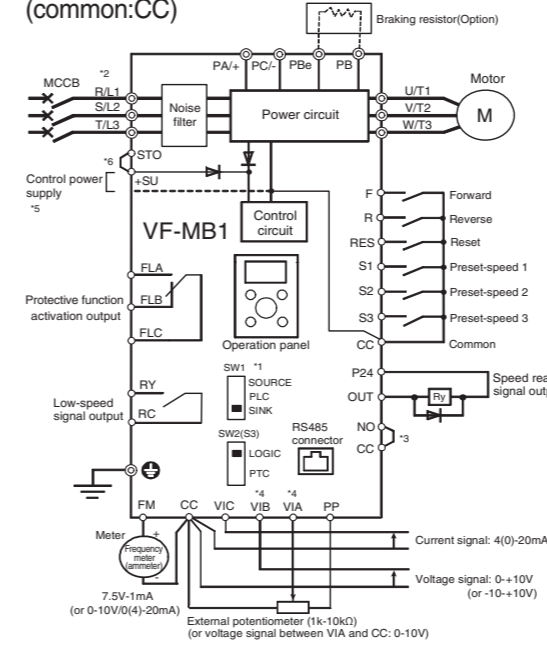 (common:CC)
Braking resistor(Option)
PA/+
PC/-
PBe
PB
MCCB
*2
R/L1
S/L2
T/L3
Noise
filter
Power circuit
U/T1
V/T2
W/T3
Motor
M
*6
STO
Control power
supply
*5
+SU
Control
circuit
VF-MB1
F
Forward
R
Reverse
RES
Reset
S1
Preset-speed 1
S2
Preset-speed 2
S3
Preset-speed 3
CC
Common
FLA
Protective function
activation output
FLB
FLC
Operation panel
SW1
*1
SOURCE
PLC
SINK
P24
OUT
Ry
Speed rea
signal outp
RY
Low-speed
signal output
RC
SW2(S3)
LOGIC
PTC
RS485
connector
NO
CC
*3
*4
*4
FM
CC
VIC
VIB
VIA
PP
Meter
+
Frequency
meter
(ammeter)
-
7.5V-1mA
(or 0-10V/0(4)-20mA)
Current signal: 4(0)-20mA
Voltage signal: 0-+10V
(or -10-+10V)
External potentiometer (1k-10kΩ)
(or voltage signal between VIA and CC: 0-10V)